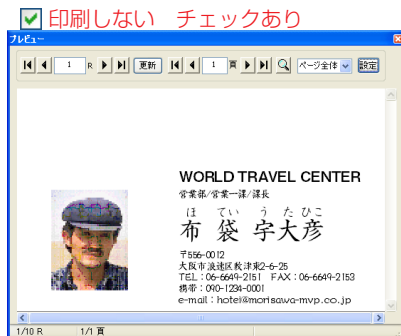 印刷しない チェックあり
プレビュー
1 R 更新 1 頁 ページ全体 設定
WORLD TRAVEL CENTER
営業部/営業一課/課長
ほ てい う た ひこ
布袋宇大彦
〒556-0012
大阪市浪速区敷津東2-6-25
TEL:06-6649-2151 FAX:06-6649-2153
携帯:090-1234-0001
e-mail:hotel@morisawa-mvp.co.jp
1/10 R 1/1 頁